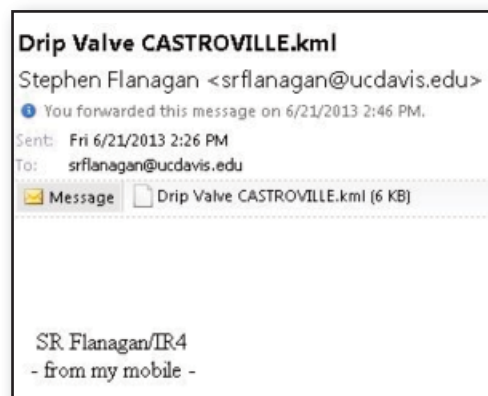 Drip Valve CASTROVILLE.kml
Stephen Flanagan <srflanagan@ucdavis.edu>
You forwarded this message on 6/21/2013 2:46 PM.
Sent: Fri 6/21/2013 2:26 PM
To: srflanagan@ucdavis.edu
Message Drip Valve CASTROVILLE.kml (6 KB)
SR Flanagan/IR4
- from my mobile -